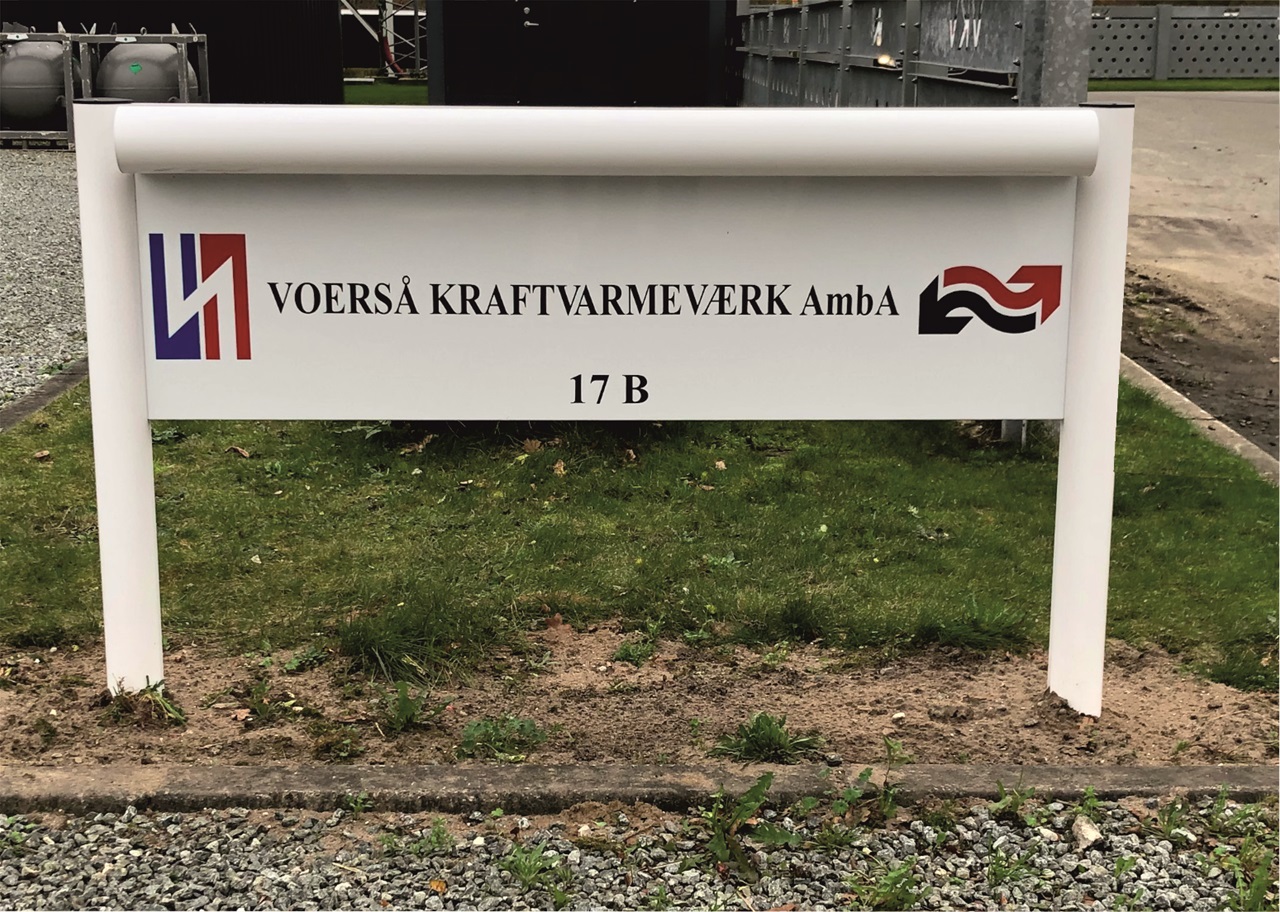 VOERSÅ KRAFTVARMEVÆRK AmbA
17 B